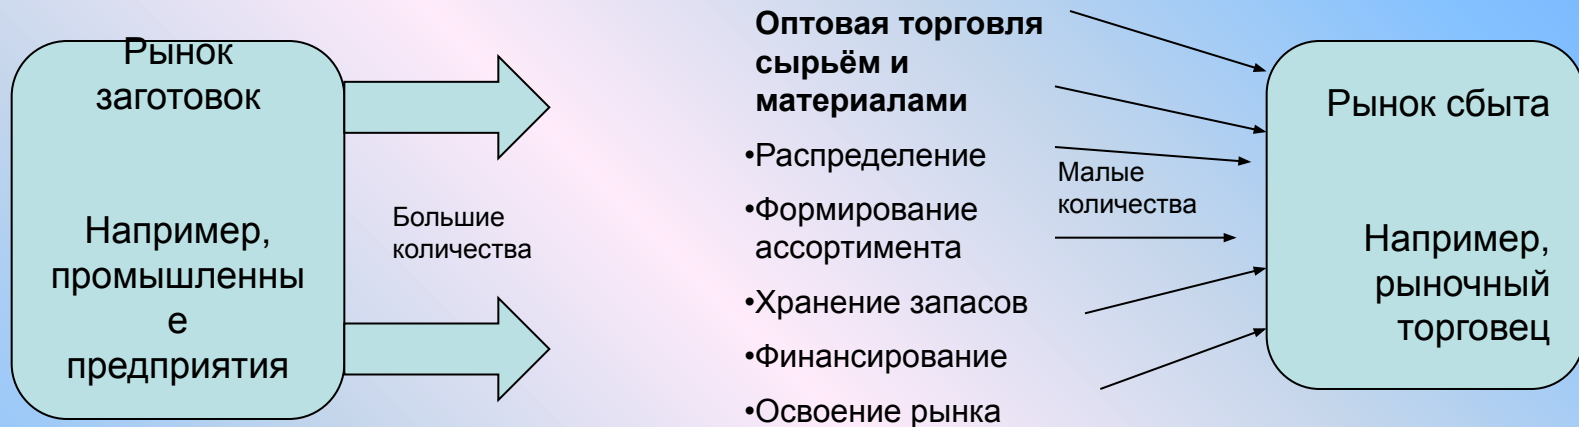 Рынок
заготовок
Например,
промышленны
е
предприятия
Большие
количества
Оптовая торговля
сырьём и
материалами
•Распределение
•Формирование
ассортимента
•Хранение запасов
•Финансирование
•Освоение рынка
Малые
количества
Рынок сбыта
Например,
рыночный
торговец